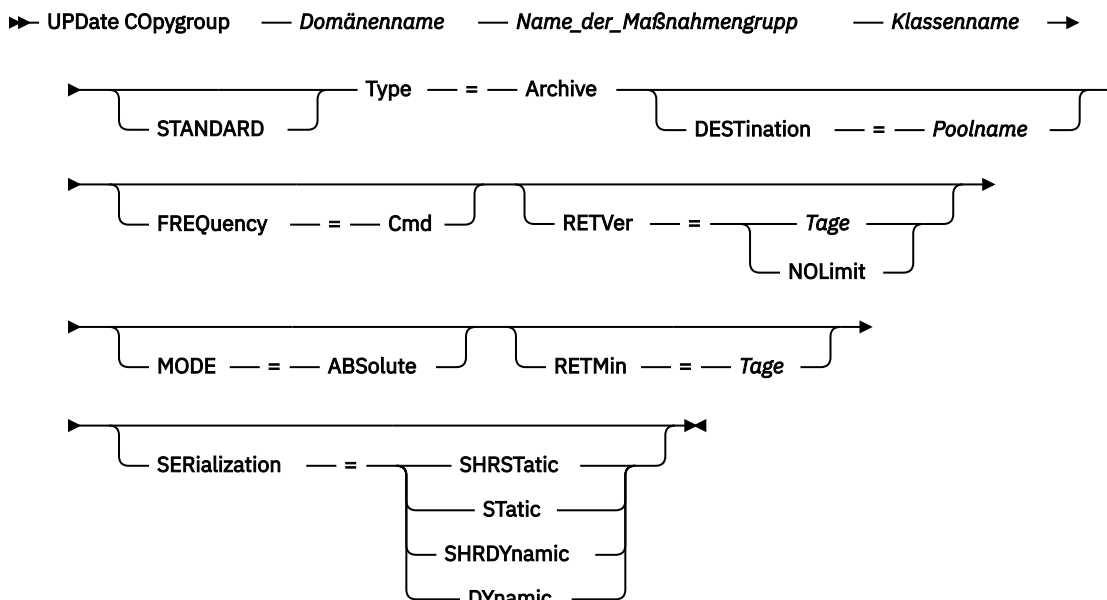 UPDate COpygroup — Domänenname — Name_der_Maßnahmengrupp — Klassenname
STANDARD Type = Archive DESTination = Poolname
FREQuency = Cmd RETVer = Tage
NOLimit
MODE = ABSolute RETMin = Tage
SERialization = SHRSTatic
STatic
SHRDYnamic
DYnamic